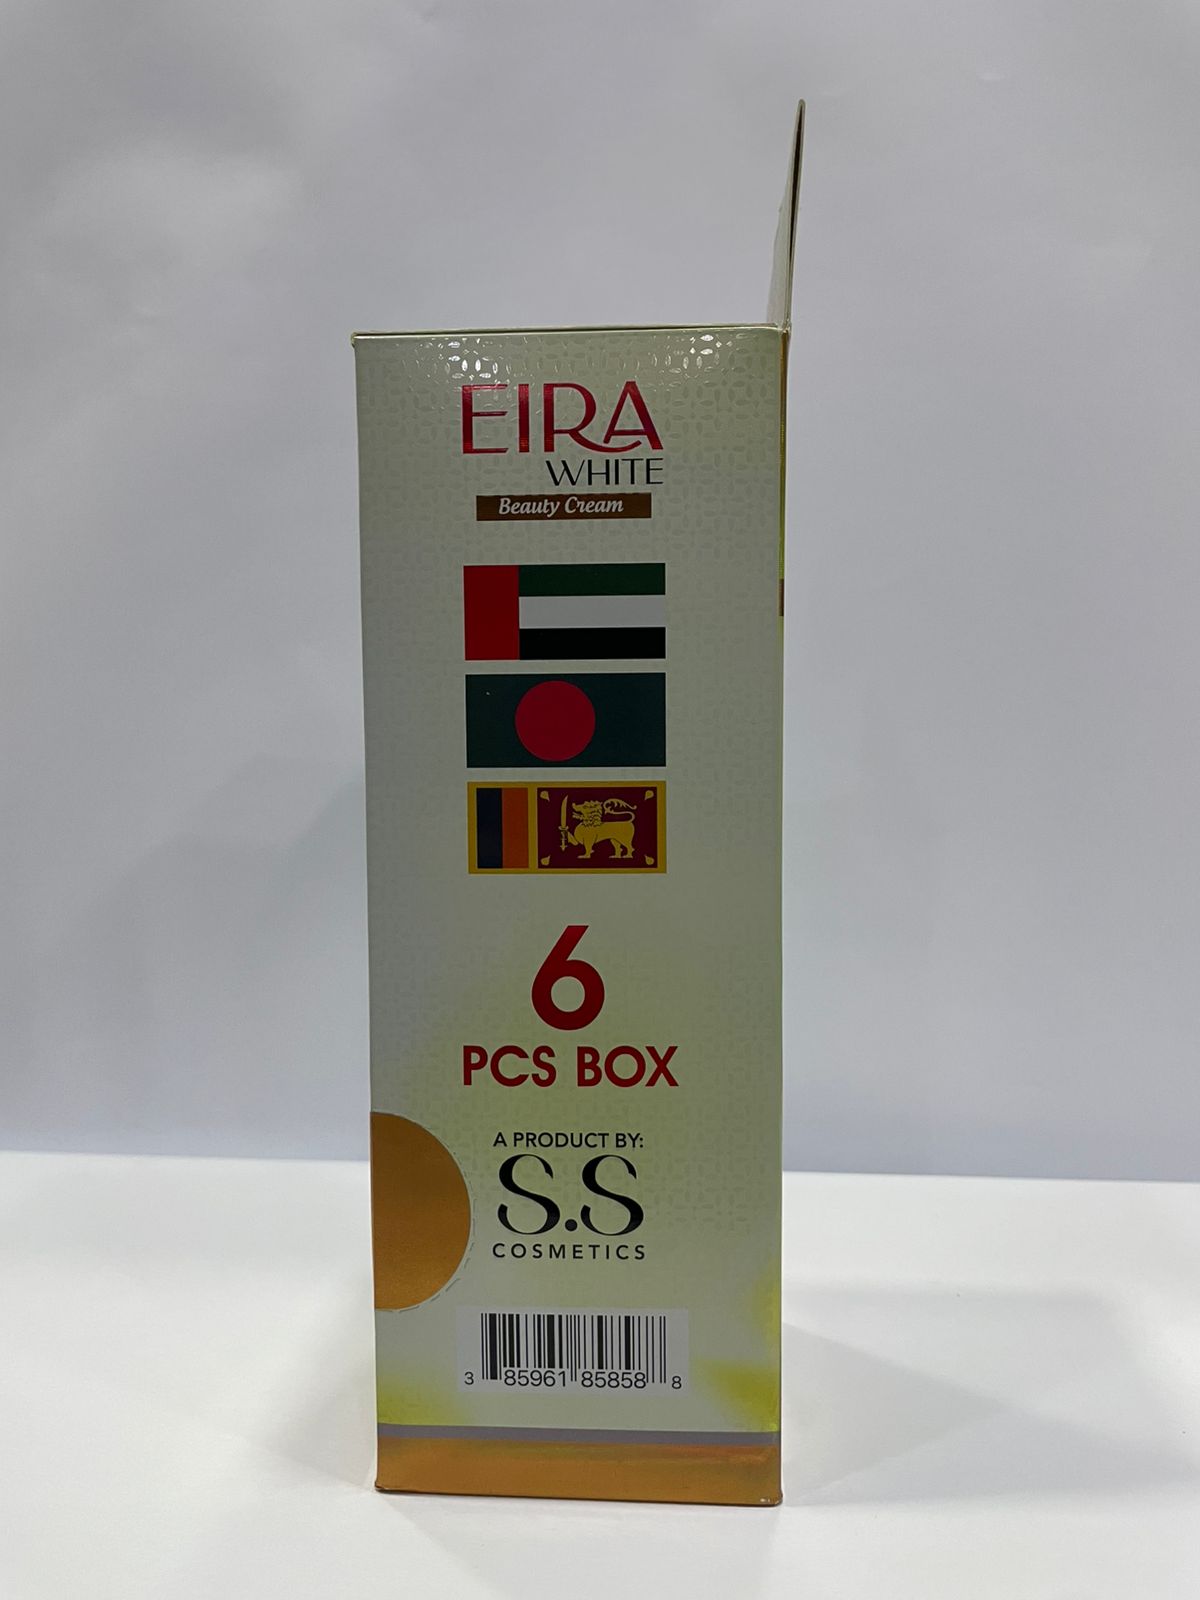 EIRA
WHITE
Beauty Cream
6
PCS BOX
A PRODUCT BY:
S.S
COSMETICS
3 85961 85858 8